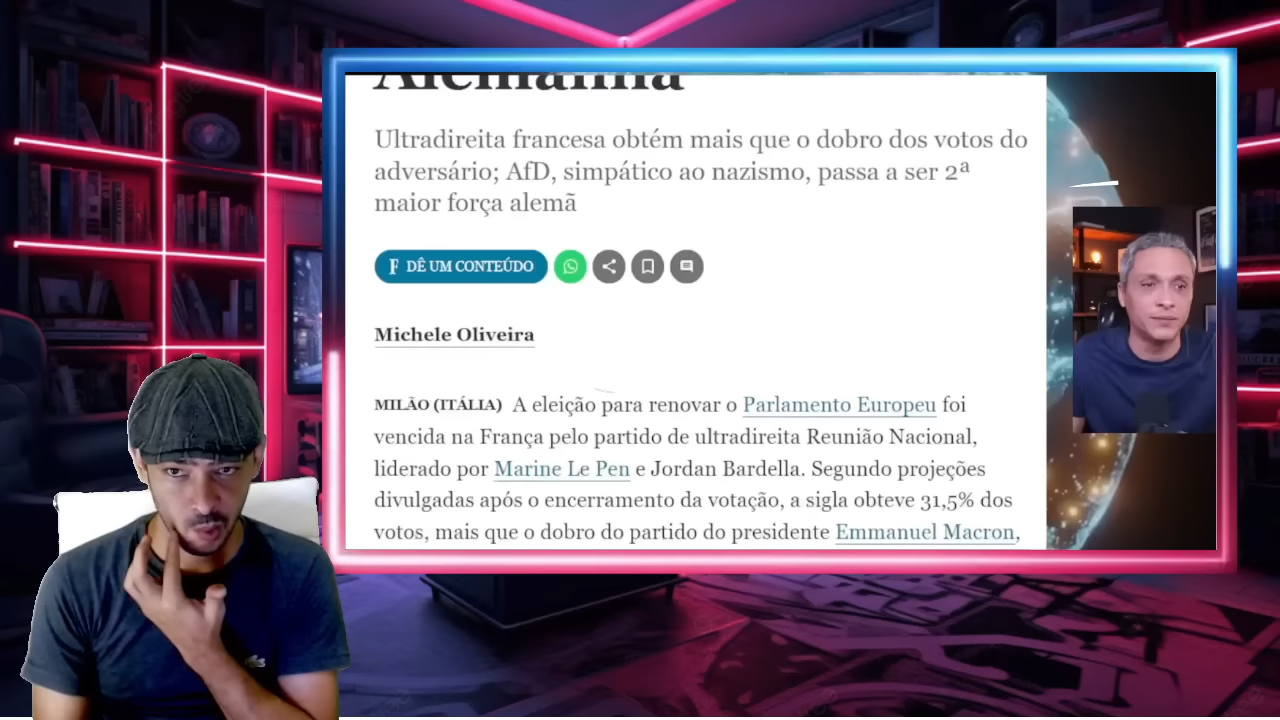 Alemanha
Ultradireita francesa obtém mais que o dobro dos votos do
adversário; AfD, simpático ao nazismo, passa a ser 2ª
maior força alemã
F DÊ UM CONTEÚDO
Michele Oliveira
MILÃO (ITÁLIA) A eleição para renovar o Parlamento Europeu foi
vencida na França pelo partido de ultradireita Reunião Nacional,
liderado por Marine Le Pen e Jordan Bardella. Segundo projeções
divulgadas após o encerramento da votação, a sigla obteve 31,5% dos
votos, mais que o dobro do partido do presidente Emmanuel Macron,